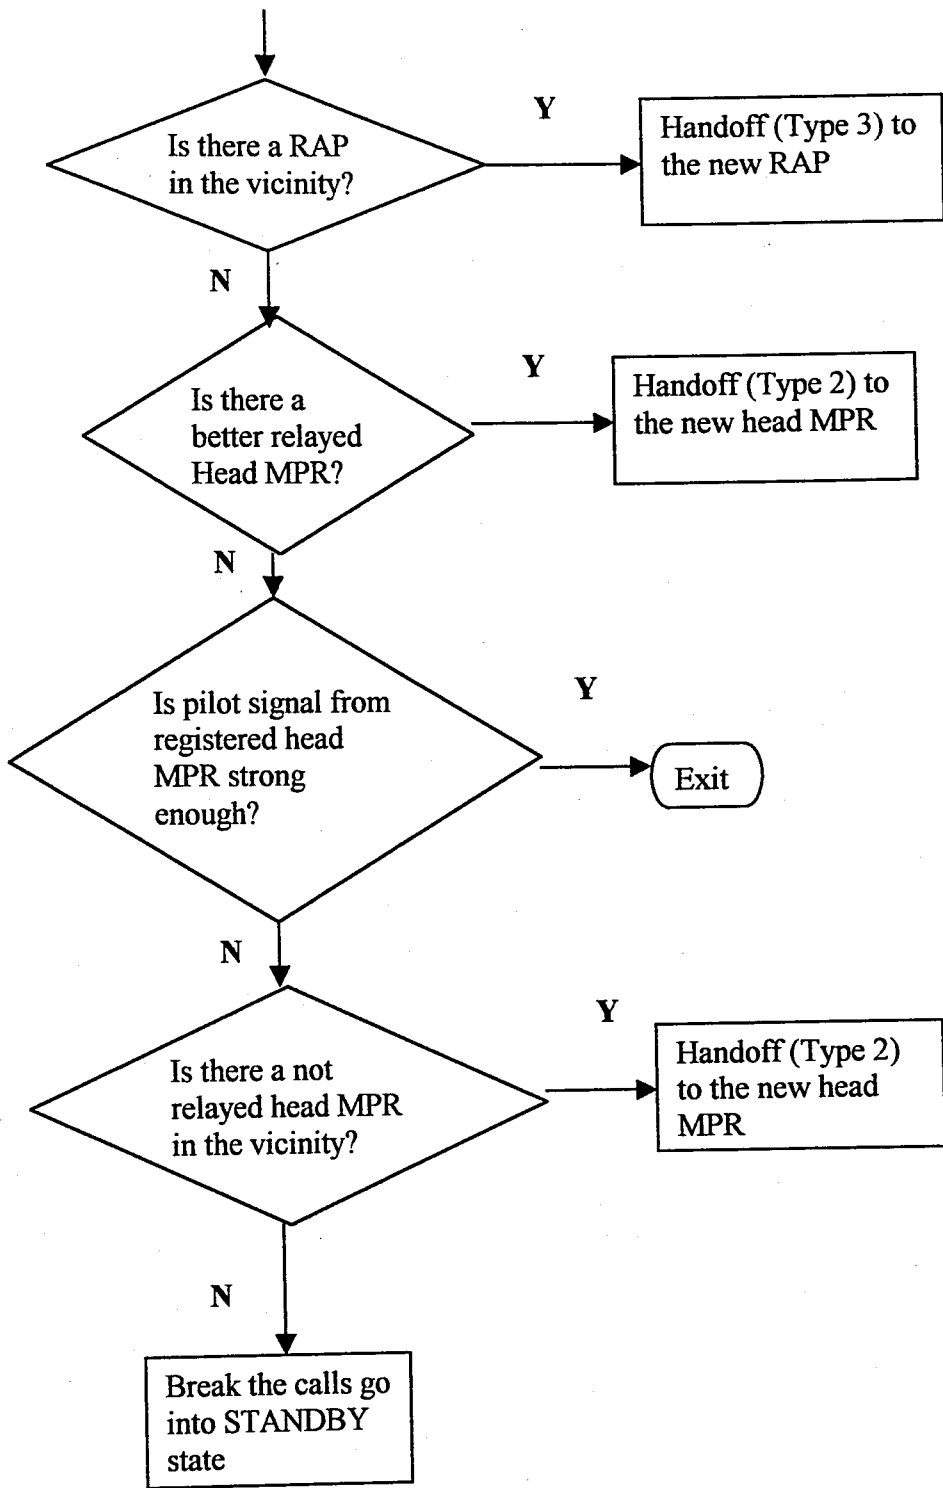 Is there a RAP
in the vicinity?
Y
Handoff (Type 3) to
the new RAP
N
Is there a
better relayed
Head MPR?
Y
Handoff (Type 2) to
the new head MPR
N
Is pilot signal from
registered head
MPR strong
enough?
Y
Exit
N
Is there a not
relayed head MPR
in the vicinity?
Y
Handoff (Type 2)
to the new head
MPR
N
Break the calls go
into STANDBY
state